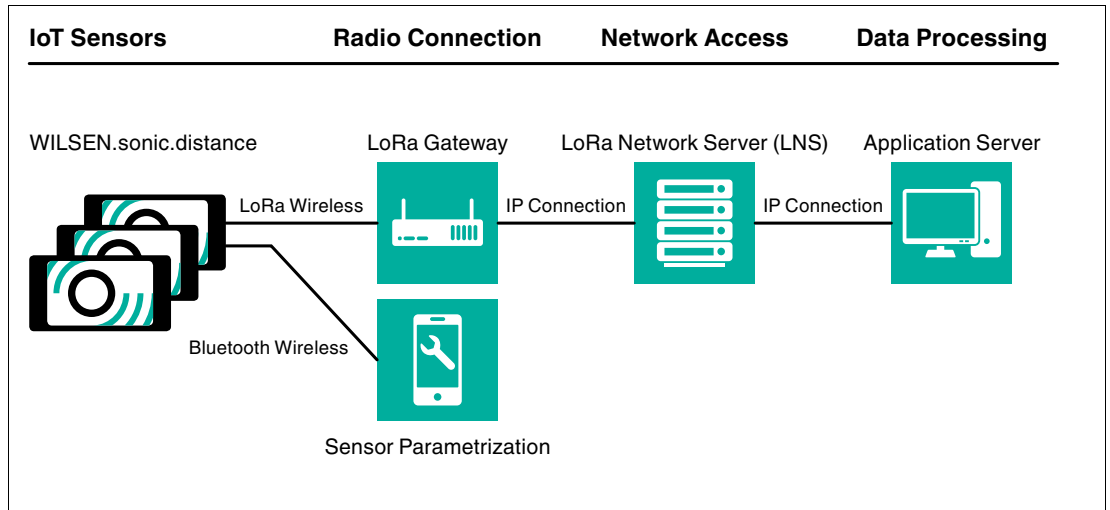 IoT Sensors Radio Connection Network Access Data Processing
WILSEN.sonic.distance LoRa Gateway LoRa Network Server (LNS) Application Server
LoRa Wireless IP Connection IP Connection
Bluetooth Wireless
Sensor Parametrization